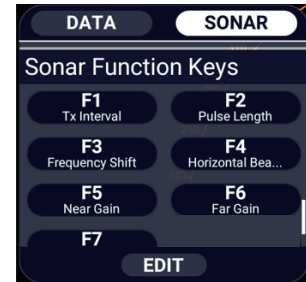 DATA SONAR
Sonar Function Keys
F1 F2
Tx Interval Pulse Length
F3 F4
Frequency Shift Horizontal Bea...
F5 F6
Near Gain Far Gain
F7
EDIT